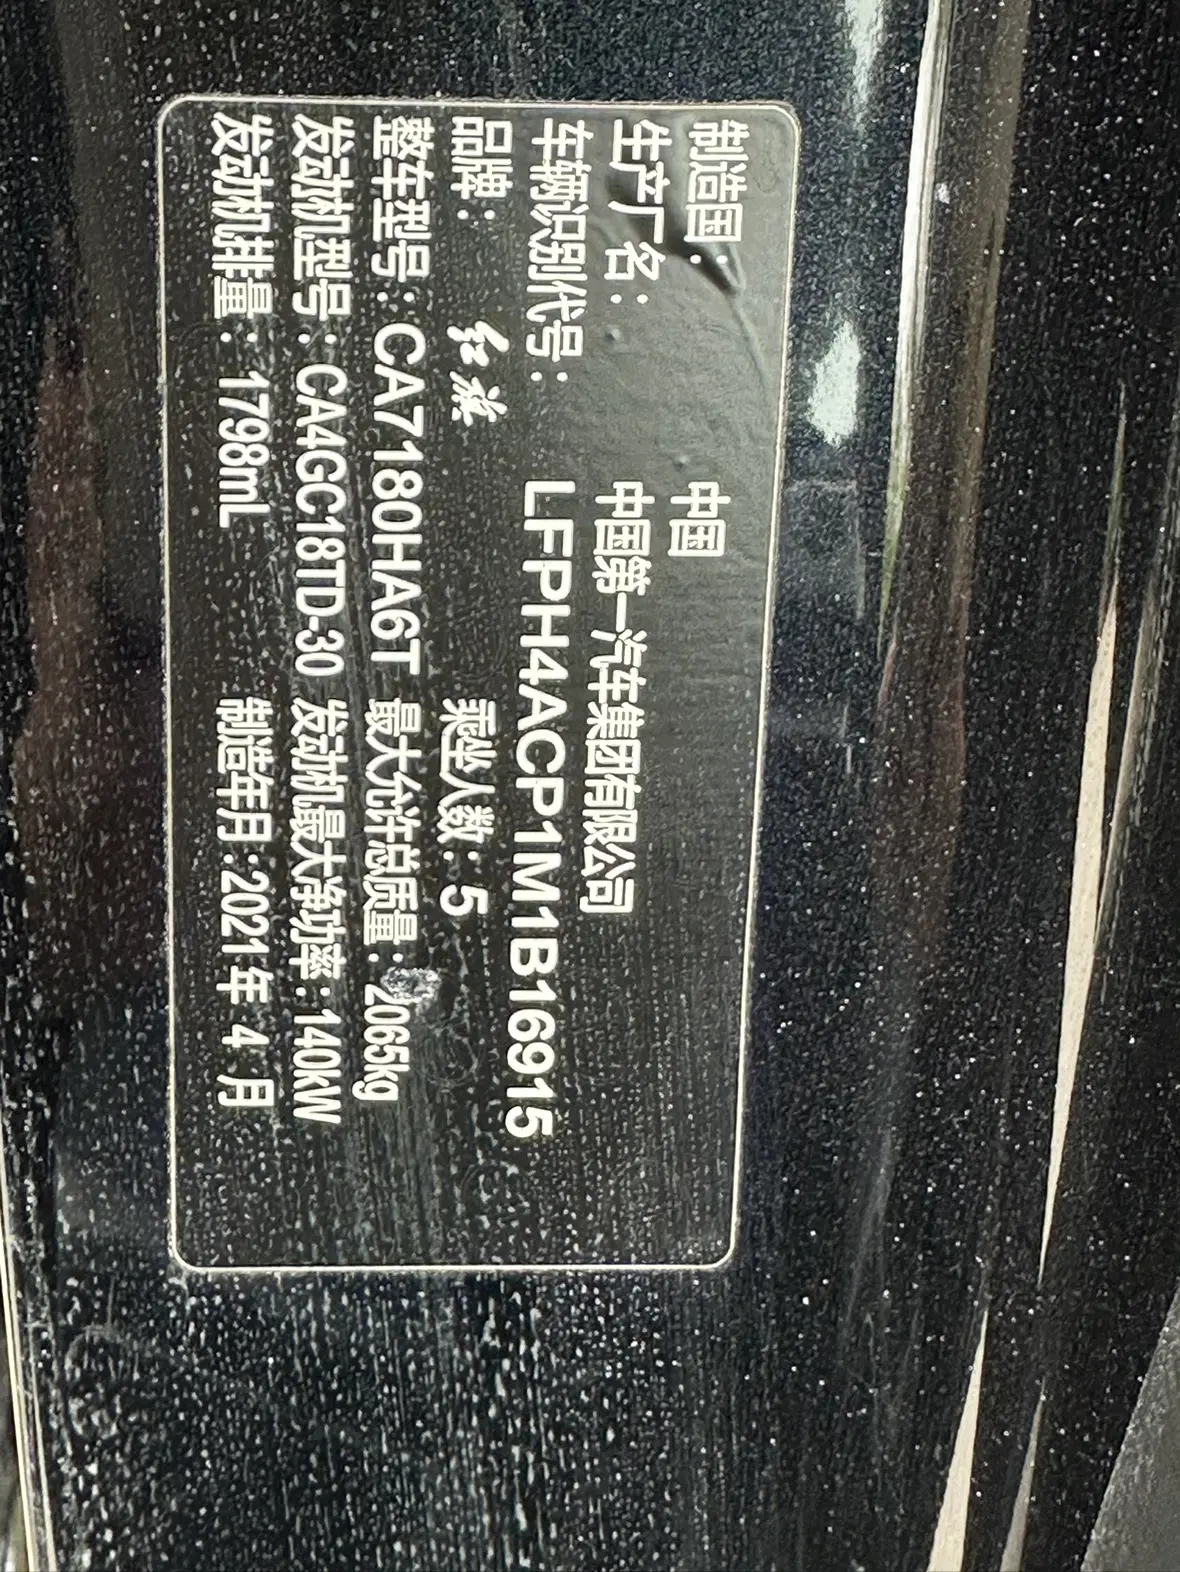 制造国： 中国
生产厂名： 中国第一汽车集团有限公司
车辆识别代号： LFPH4ACP1M1B16915
品牌： 红旗 乘坐人数：5
整车型号：CA7180HA6T 最大允许总质量：2065kg
发动机型号：CA4GC18TD-30 发动机最大净功率：140kW
发动机排量：1798mL 制造年月：2021年 4 月